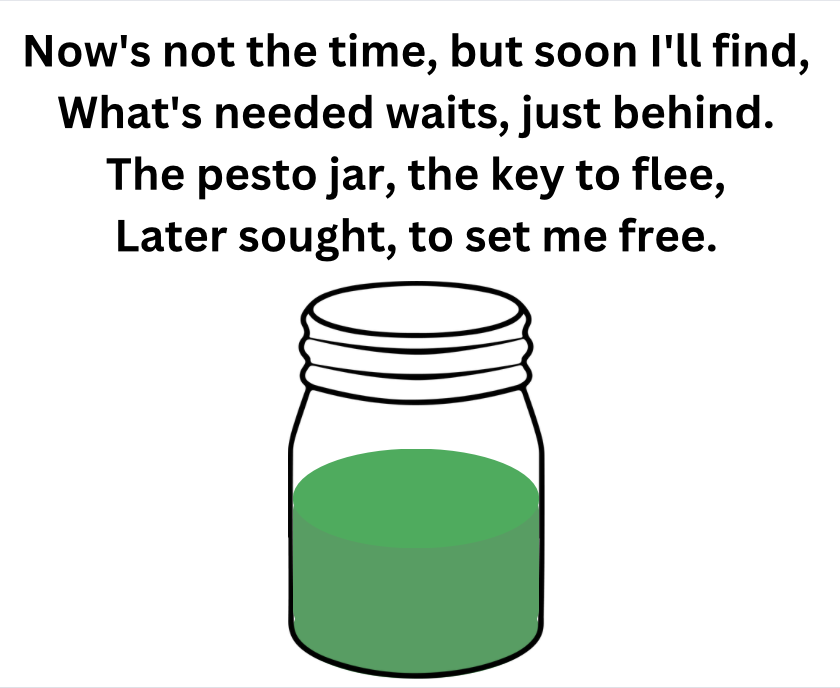 Now's not the time, but soon I'll find,
What's needed waits, just behind.
The pesto jar, the key to flee,
Later sought, to set me free.